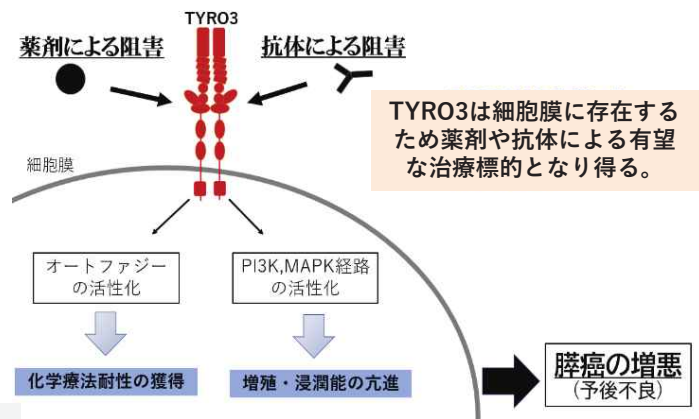 TYRO3
薬剤による阻害
抗体による阻害
TYRO3は細胞膜に存在する
ため薬剤や抗体による有望
な治療標的となり得る。
細胞膜
オートファジー
の活性化
PI3K,MAPK経路
の活性化
化学療法耐性の獲得
増殖・浸潤能の亢進
膵癌の増悪
(予後不良)